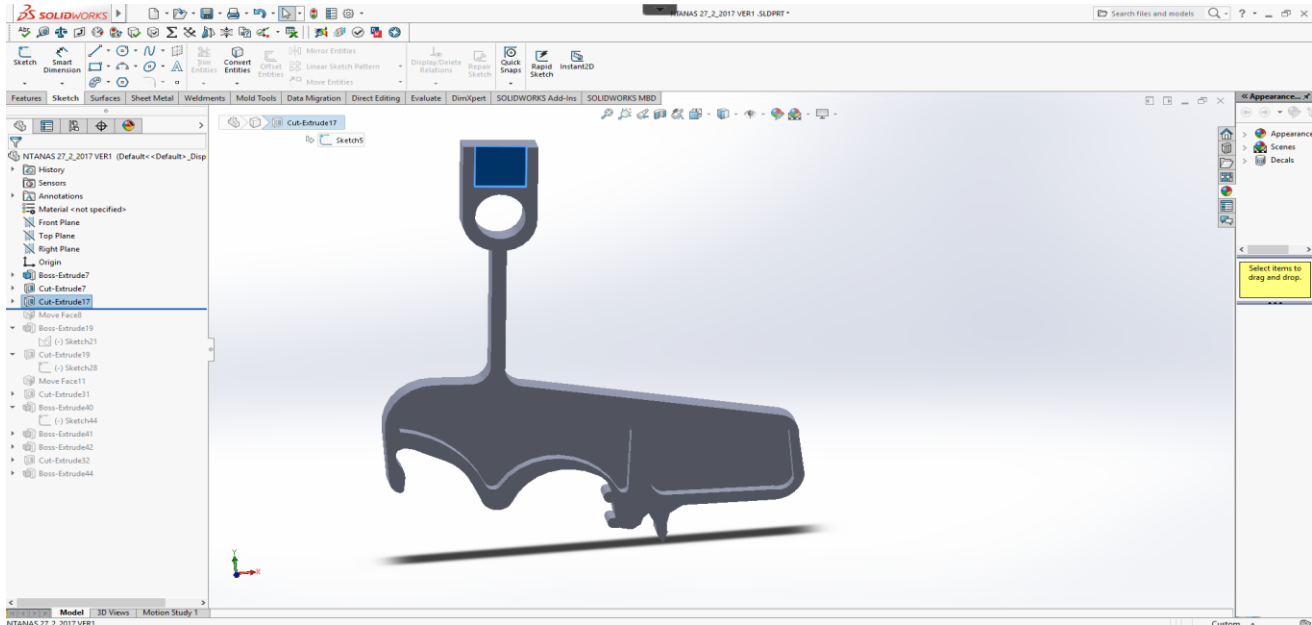 SOLIDWORKS
NTANAS 27_2_2017 VER1 .SLDPRT *
Search files and models
Sketch
Smart Dimension
Trim Entities
Convert Entities
Offset Entities
Mirror Entities
Linear Sketch Pattern
Move Entities
Display/Delete Relations
Repair Sketch
Quick Snaps
Rapid Sketch
Instant2D
Features
Sketch
Surfaces
Sheet Metal
Weldments
Mold Tools
Data Migration
Direct Editing
Evaluate
DimXpert
SOLIDWORKS Add-Ins
SOLIDWORKS MBD
Appearance...
Cut-Extrude17
Sketch5
NTANAS 27_2_2017 VER1 (Default<<Default>_Disp
History
Sensors
Annotations
Material <not specified>
Front Plane
Top Plane
Right Plane
Origin
Boss-Extrude7
Cut-Extrude7
Cut-Extrude17
Move Face8
Boss-Extrude19
(-) Sketch21
Cut-Extrude19
(-) Sketch28
Move Face11
Cut-Extrude31
Boss-Extrude40
(-) Sketch44
Boss-Extrude41
Boss-Extrude42
Cut-Extrude32
Boss-Extrude44
Appearance
Scenes
Decals
Select items to
drag and drop.
Y
X
Model
3D Views
Motion Study 1
NTANAS 27_2_2017 VER1
Custom